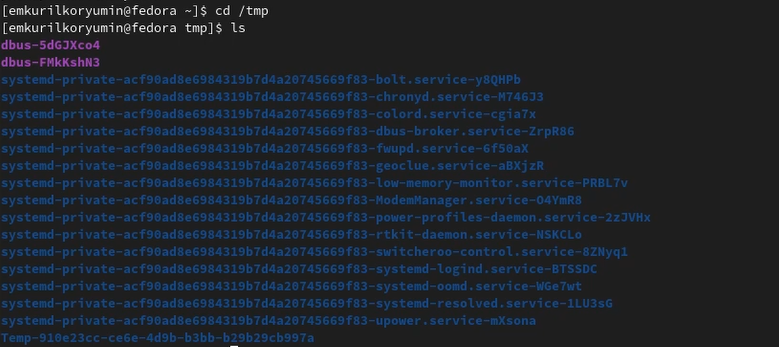 [emkurilkoryumin@fedora ~]$ cd /tmp
[emkurilkoryumin@fedora tmp]$ ls
dbus-5dGJXco4
dbus-FMkKshN3
systemd-private-acf90ad8e6984319b7d4a20745669f83-bolt.service-y8QHPb
systemd-private-acf90ad8e6984319b7d4a20745669f83-chronyd.service-M746J3
systemd-private-acf90ad8e6984319b7d4a20745669f83-colord.service-cgia7x
systemd-private-acf90ad8e6984319b7d4a20745669f83-dbus-broker.service-ZrpR86
systemd-private-acf90ad8e6984319b7d4a20745669f83-fwupd.service-6f50aX
systemd-private-acf90ad8e6984319b7d4a20745669f83-geoclue.service-aBXjzR
systemd-private-acf90ad8e6984319b7d4a20745669f83-low-memory-monitor.service-PRBL7v
systemd-private-acf90ad8e6984319b7d4a20745669f83-ModemManager.service-O4YmR8
systemd-private-acf90ad8e6984319b7d4a20745669f83-power-profiles-daemon.service-2zJVHx
systemd-private-acf90ad8e6984319b7d4a20745669f83-rtkit-daemon.service-NSKCLo
systemd-private-acf90ad8e6984319b7d4a20745669f83-switcheroo-control.service-8ZNyq1
systemd-private-acf90ad8e6984319b7d4a20745669f83-systemd-logind.service-BTSSDC
systemd-private-acf90ad8e6984319b7d4a20745669f83-systemd-oomd.service-WGe7wt
systemd-private-acf90ad8e6984319b7d4a20745669f83-systemd-resolved.service-1LU3sG
systemd-private-acf90ad8e6984319b7d4a20745669f83-upower.service-mXsona
Temp-910e23cc-ce6e-4d9b-b3bb-b29b29cb997a